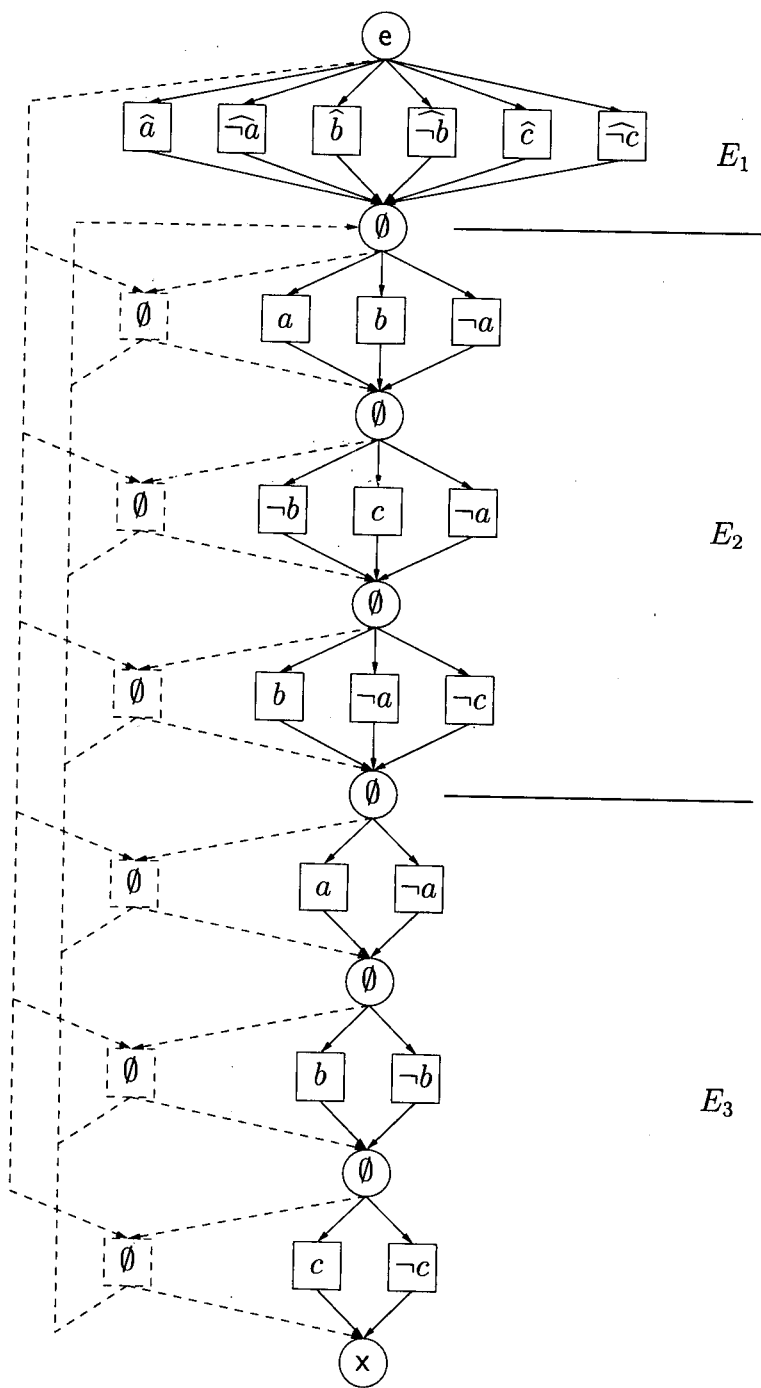 e
â ¬a^ b̂ ¬b^ ĉ ¬c^ E₁
∅
∅ a b ¬a
∅
∅ ¬b c ¬a E₂
∅
∅ b ¬a ¬c
∅
∅ a ¬a
∅
∅ b ¬b E₃
∅
∅ c ¬c
x